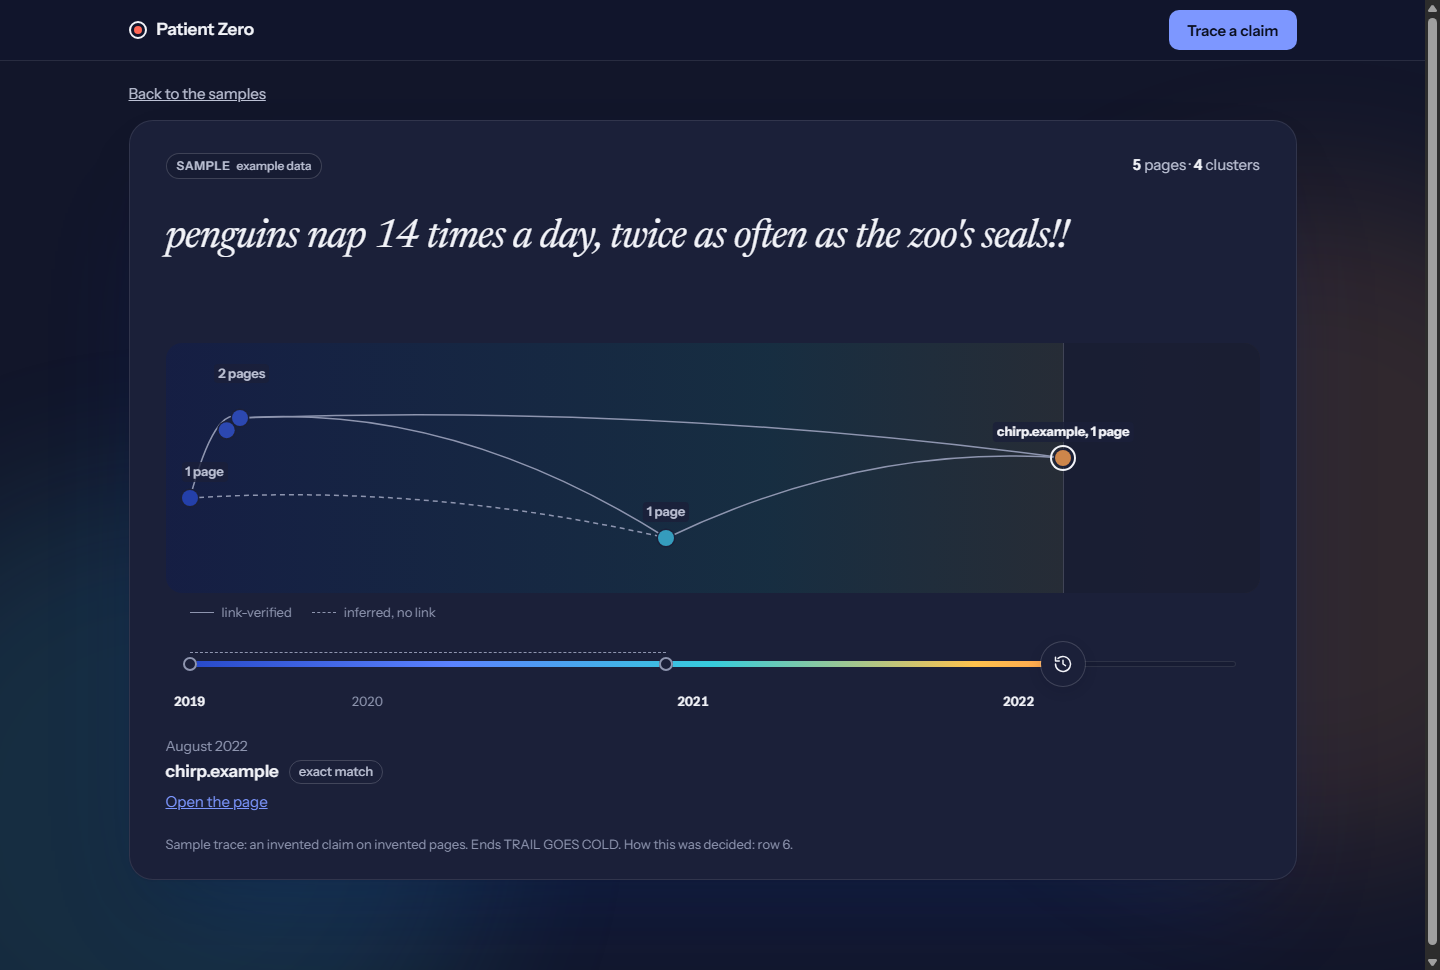 Patient Zero
Trace a claim
Back to the samples
SAMPLE example data
5 pages · 4 clusters
penguins nap 14 times a day, twice as often as the zoo's seals!!
2 pages
chirp.example, 1 page
1 page
1 page
link-verified
inferred, no link
2019
2020
2021
2022
August 2022
chirp.example exact match
Open the page
Sample trace: an invented claim on invented pages. Ends TRAIL GOES COLD. How this was decided: row 6.